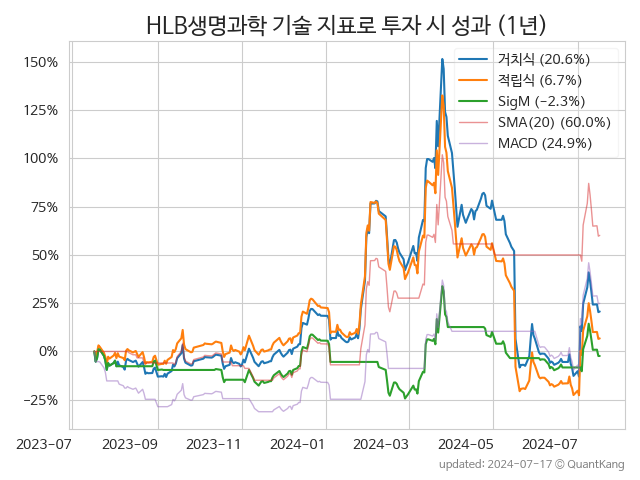 HLB생명과학 기술 지표로 투자 시 성과 (1년)
거치식 (20.6%)
적립식 (6.7%)
SigM (−2.3%)
SMA(20) (60.0%)
MACD (24.9%)
150%
125%
100%
75%
50%
25%
0%
−25%
2023-07
2023-09
2023-11
2024-01
2024-03
2024-05
2024-07
updated: 2024-07-17 ⓒ QuantKang